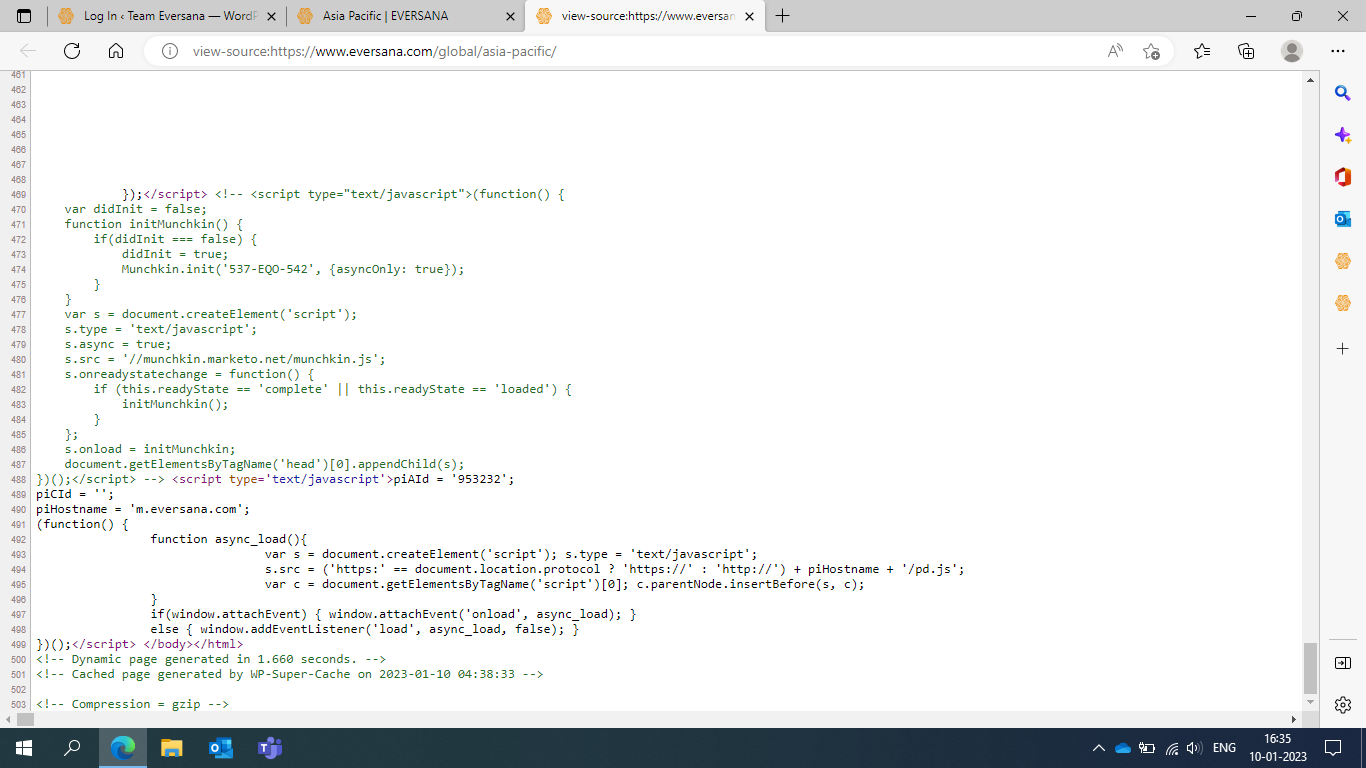 Log In ‹ Team Eversana — WordP
Asia Pacific | EVERSANA
view-source:https://www.eversan
view-source:https://www.eversana.com/global/asia-pacific/
461
462
463
464
465
466
467
468
469 });</script> <!-- <script type="text/javascript">(function() {
470 var didInit = false;
471 function initMunchkin() {
472 if(didInit === false) {
473 didInit = true;
474 Munchkin.init('537-EQO-542', {asyncOnly: true});
475 }
476 }
477 var s = document.createElement('script');
478 s.type = 'text/javascript';
479 s.async = true;
480 s.src = '//munchkin.marketo.net/munchkin.js';
481 s.onreadystatechange = function() {
482 if (this.readyState == 'complete' || this.readyState == 'loaded') {
483 initMunchkin();
484 }
485 };
486 s.onload = initMunchkin;
487 document.getElementsByTagName('head')[0].appendChild(s);
488 })();</script> --> <script type='text/javascript'>piAId = '953232';
489 piCId = '';
490 piHostname = 'm.eversana.com';
491 (function() {
492 function async_load(){
493 var s = document.createElement('script'); s.type = 'text/javascript';
494 s.src = ('https:' == document.location.protocol ? 'https://' : 'http://') + piHostname + '/pd.js';
495 var c = document.getElementsByTagName('script')[0]; c.parentNode.insertBefore(s, c);
496 }
497 if(window.attachEvent) { window.attachEvent('onload', async_load); }
498 else { window.addEventListener('load', async_load, false); }
499 })();</script> </body></html>
500 <!-- Dynamic page generated in 1.660 seconds. -->
501 <!-- Cached page generated by WP-Super-Cache on 2023-01-10 04:38:33 -->
502
503 <!-- Compression = gzip -->
ENG
16:35
10-01-2023